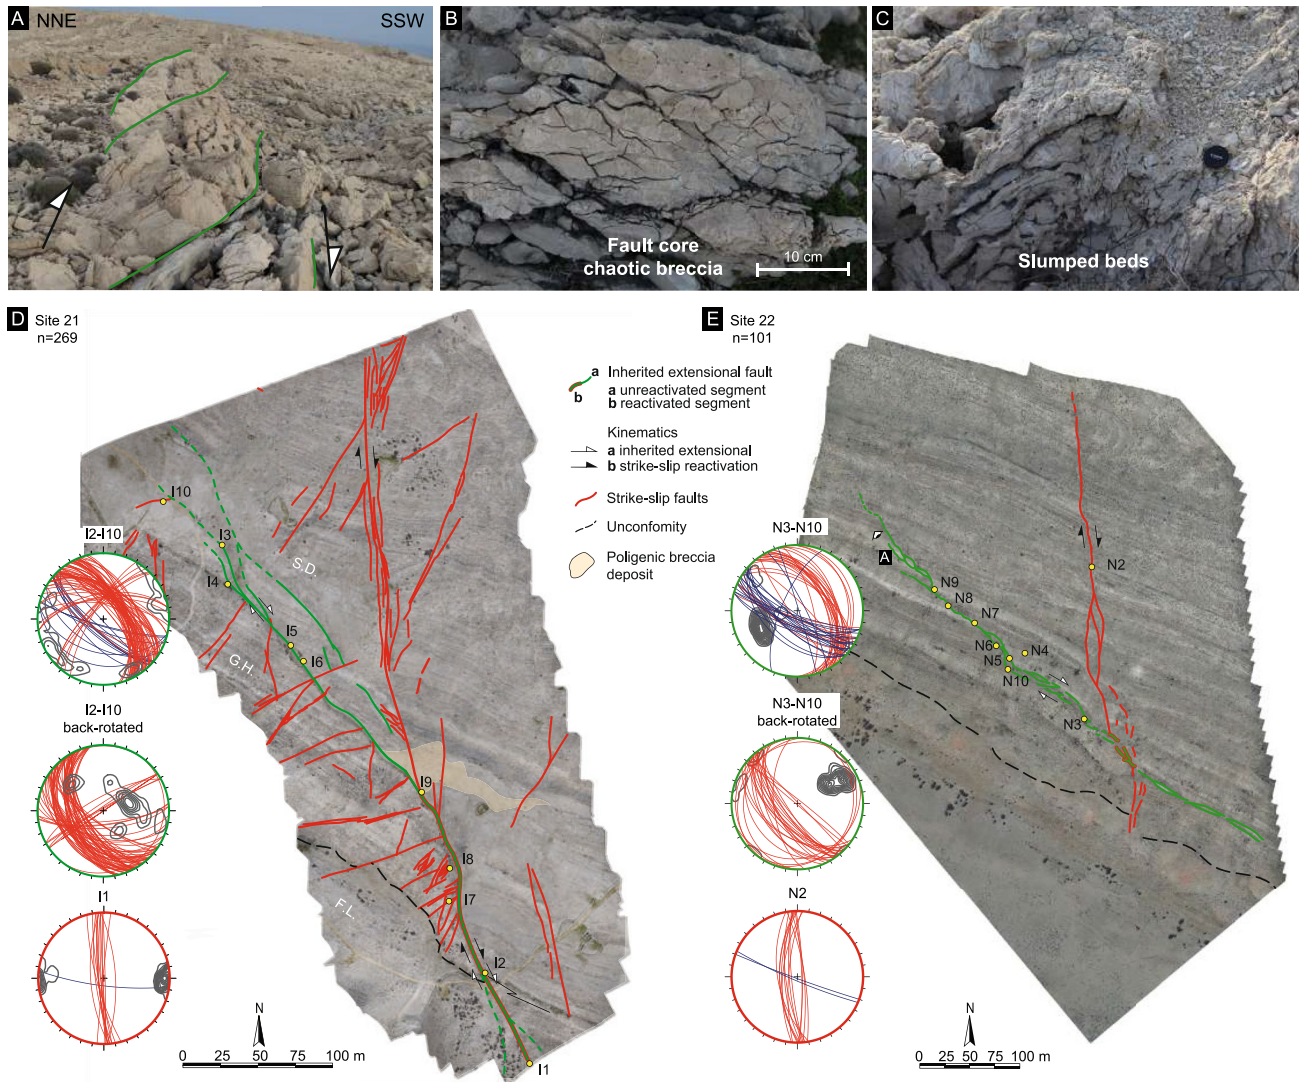 A NNE SSW
B
Fault core
chaotic breccia
10 cm
C
Slumped beds
D Site 21
n=269
a Inherited extensional fault
a unreactivated segment
b b reactivated segment
Kinematics
a inherited extensional
b strike-slip reactivation
Strike-slip faults
Unconfomity
Poligenic breccia
deposit
I10
I3
I4
S.D.
I5
I6
G.H.
I9
I8
I7
F.L.
I2
I1
I2-I10
I2-I10
back-rotated
I1
N
0 25 50 75 100 m
E Site 22
n=101
N3-N10
A
N2
N9
N8
N7
N6
N4
N5
N10
N3
N3-N10
back-rotated
N2
N
0 25 50 75 100 m